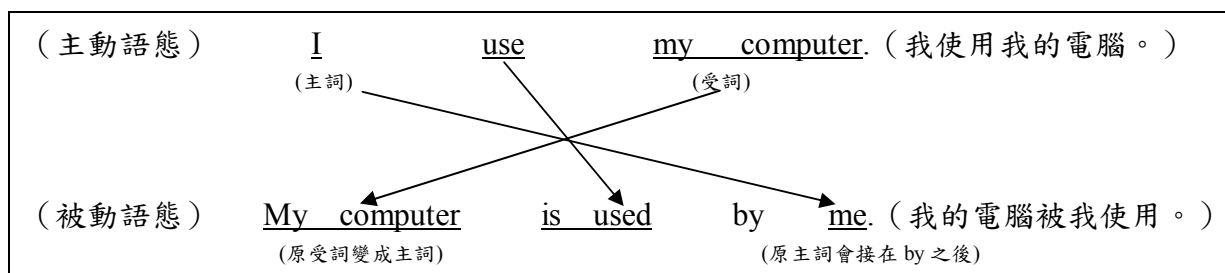 （主動語態） I use my computer.（我使用我的電腦。）
(主詞) (受詞)
（被動語態） My computer is used by me.（我的電腦被我使用。）
(原受詞變成主詞) (原主詞會接在 by 之後)